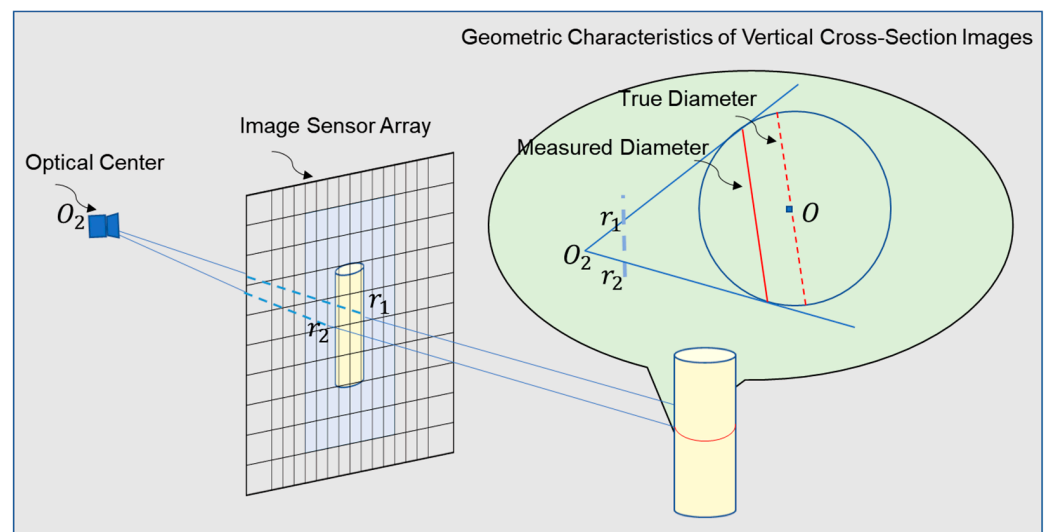 Geometric Characteristics of Vertical Cross-Section Images
True Diameter
Image Sensor Array
Measured Diameter
Optical Center
O₂
r₁
O
O₂
r₂
r₁
r₂